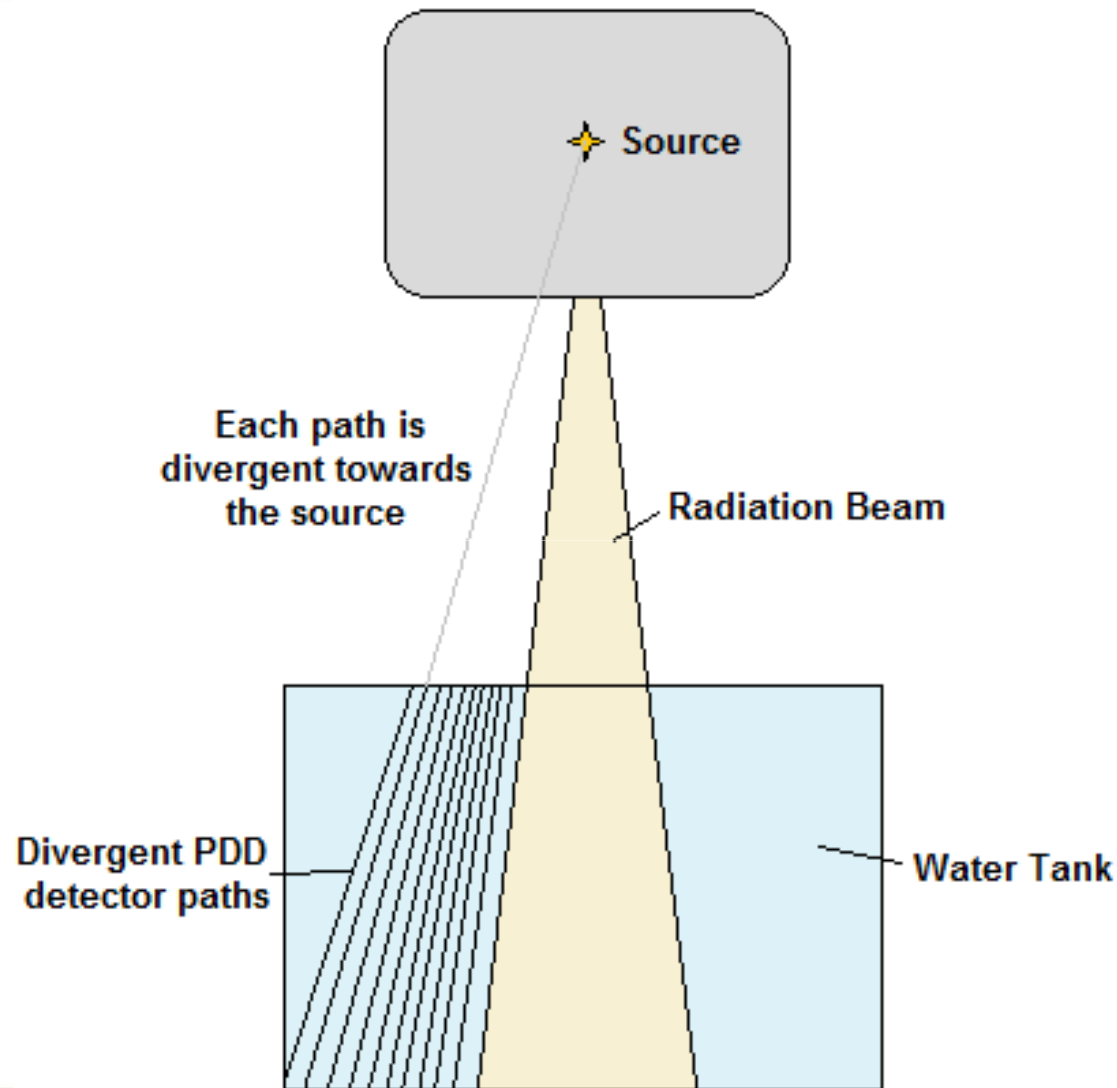 Source
Each path is
divergent towards
the source
Radiation Beam
Divergent PDD
detector paths
Water Tank